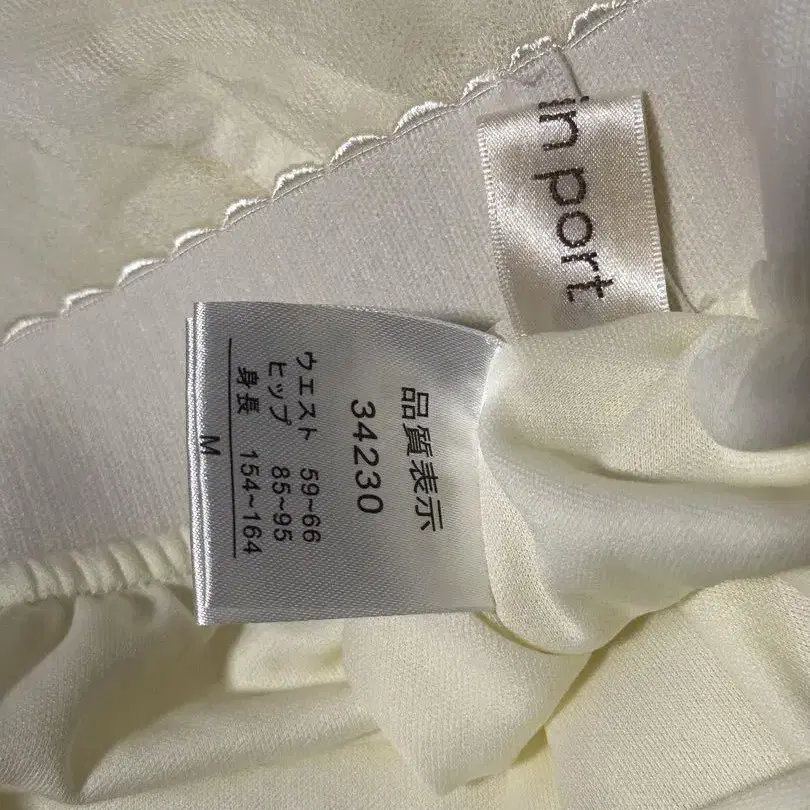 in port
品質表示
34230
ウエスト 59~66
ヒップ 85~95
身長 154~164
M